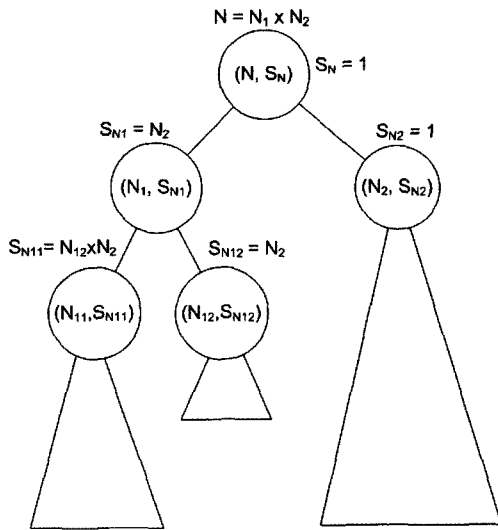 N = N₁ x N₂
(N, S_N)
S_N = 1
S_N1 = N₂
(N₁, S_N1)
S_N2 = 1
(N₂, S_N2)
S_N11 = N₁₂xN₂
(N₁₁,S_N11)
S_N12 = N₂
(N₁₂,S_N12)